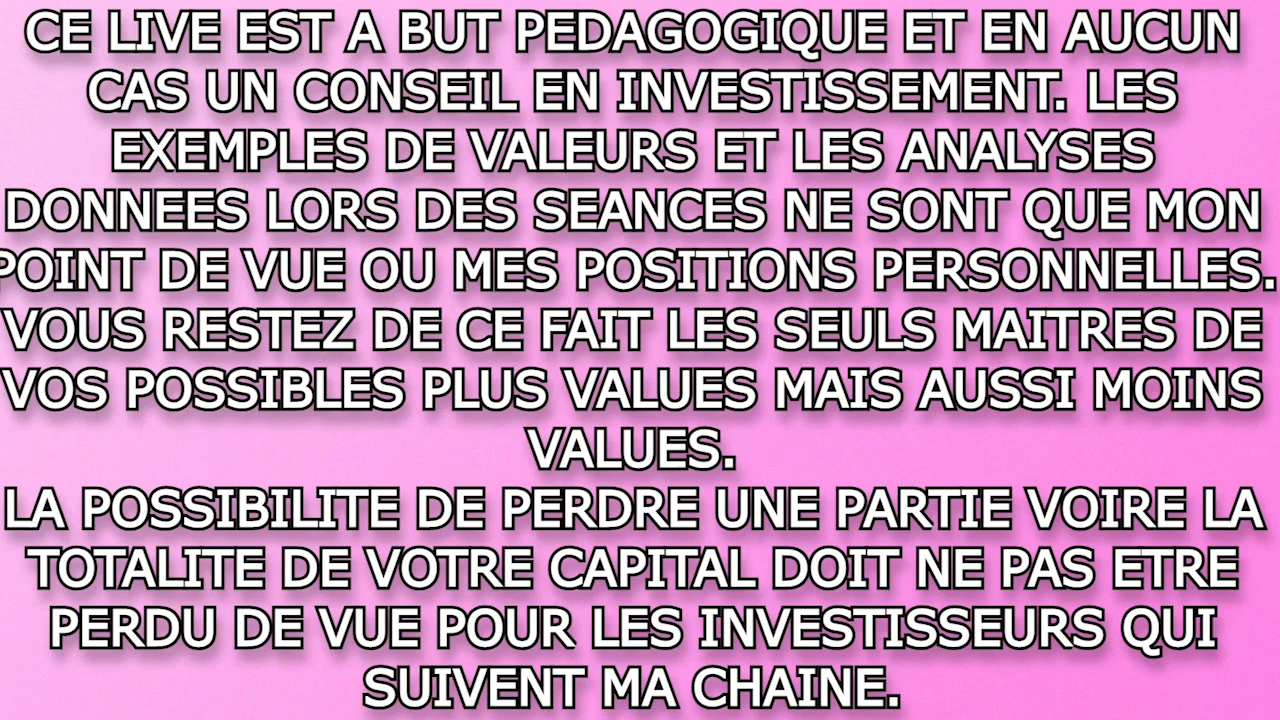 CE LIVE EST A BUT PEDAGOGIQUE ET EN AUCUN
CAS UN CONSEIL EN INVESTISSEMENT. LES
EXEMPLES DE VALEURS ET LES ANALYSES
DONNEES LORS DES SEANCES NE SONT QUE MON
POINT DE VUE OU MES POSITIONS PERSONNELLES.
VOUS RESTEZ DE CE FAIT LES SEULS MAITRES DE
VOS POSSIBLES PLUS VALUES MAIS AUSSI MOINS
VALUES.
LA POSSIBILITE DE PERDRE UNE PARTIE VOIRE LA
TOTALITE DE VOTRE CAPITAL DOIT NE PAS ETRE
PERDU DE VUE POUR LES INVESTISSEURS QUI
SUIVENT MA CHAINE.